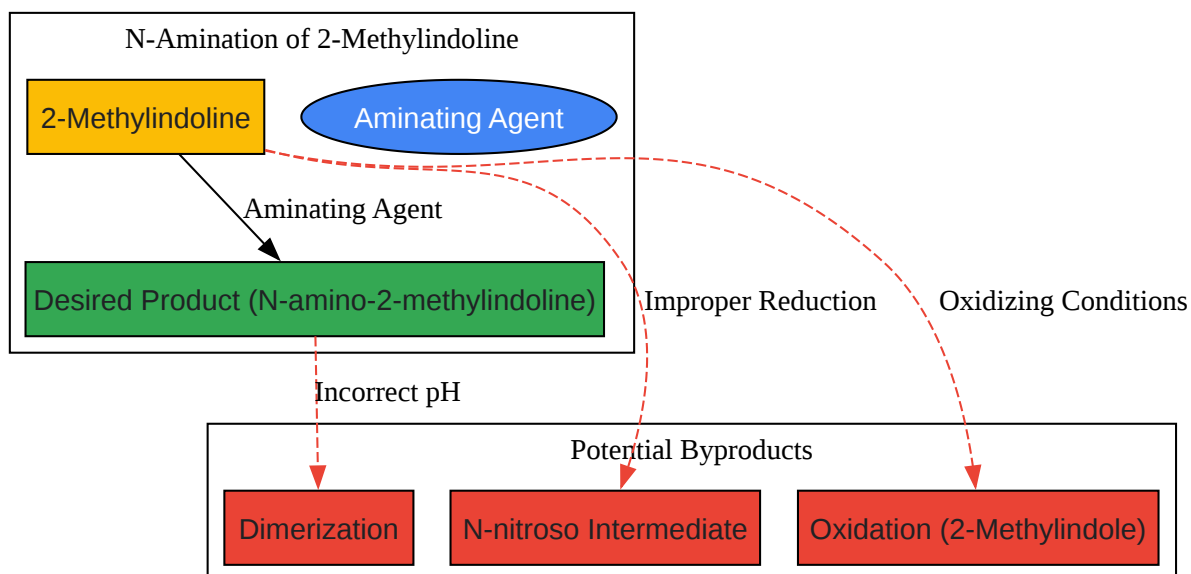 N-Amination of 2-Methylindoline
2-Methylindoline
Aminating Agent
Aminating Agent
Desired Product (N-amino-2-methylindoline)
Improper Reduction
Oxidizing Conditions
Incorrect pH
Potential Byproducts
Dimerization
N-nitroso Intermediate
Oxidation (2-Methylindole)